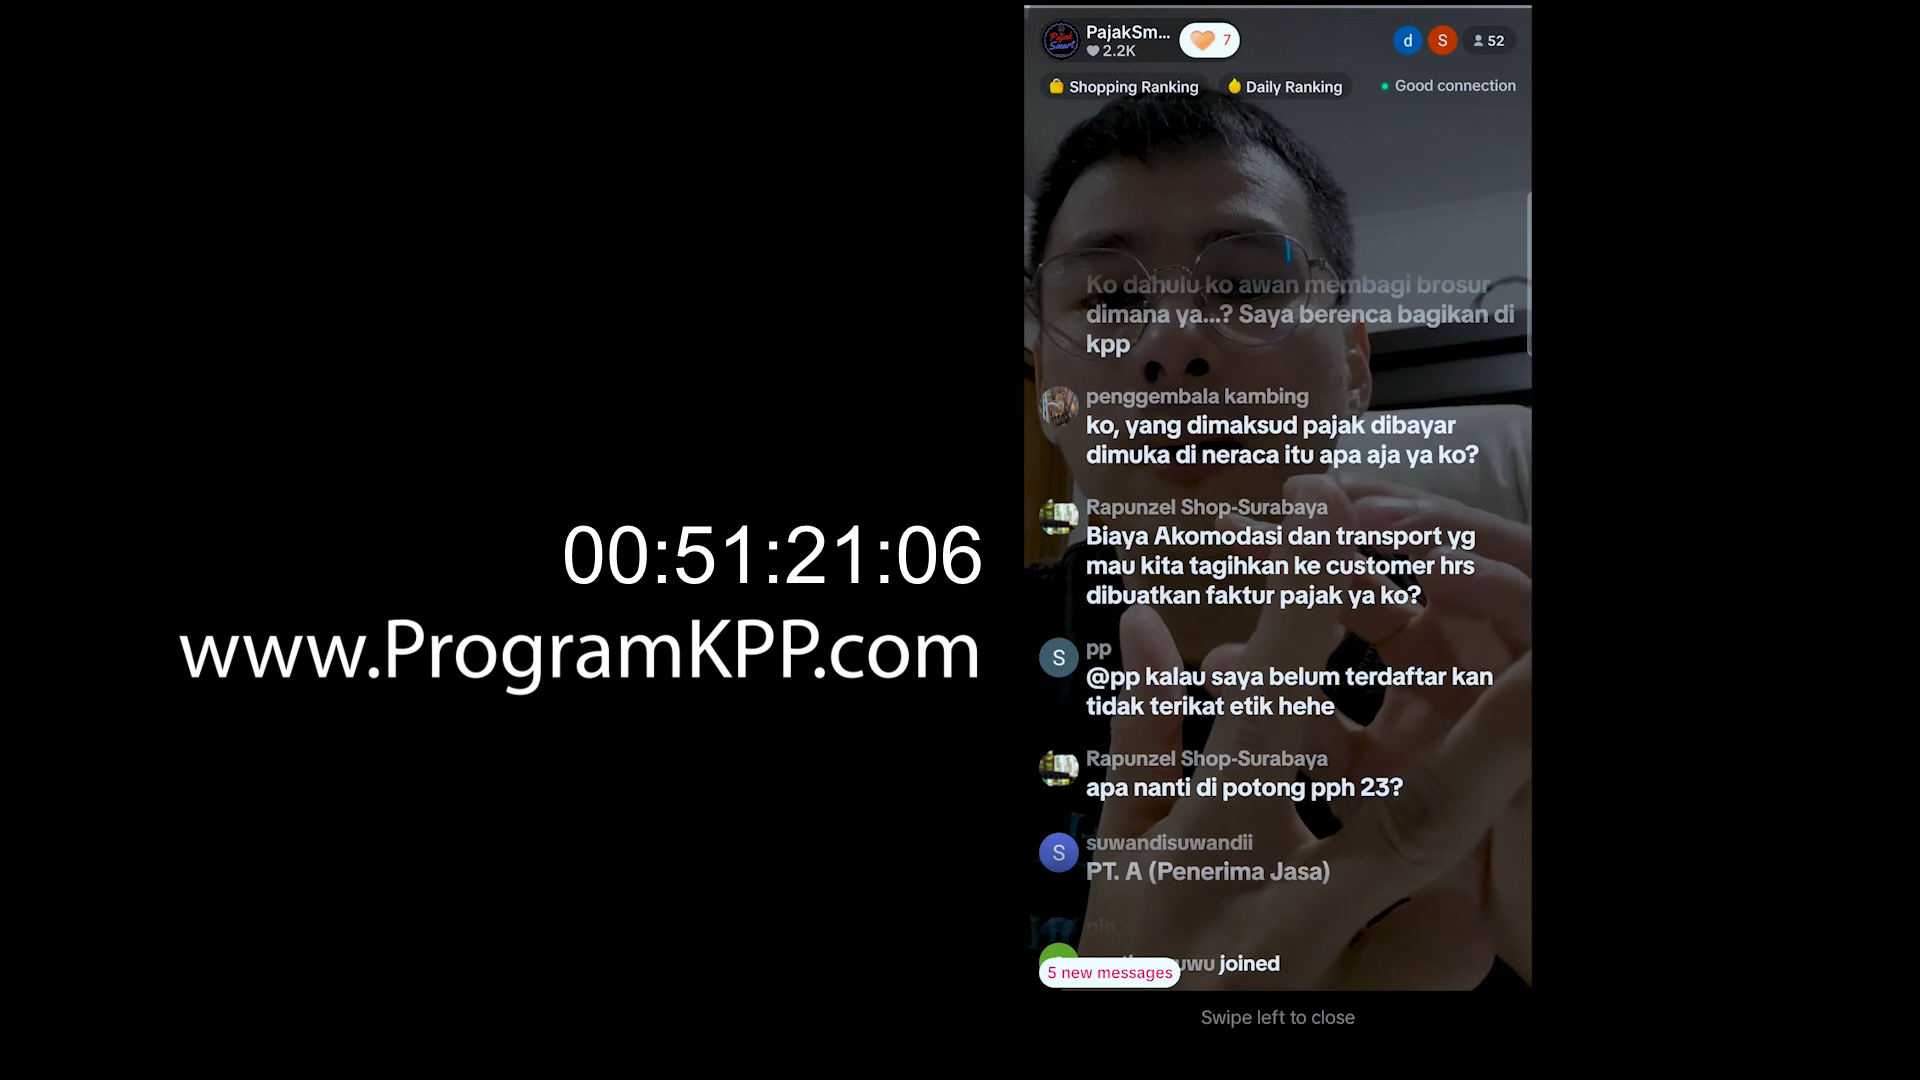 00:51:21:06
www.ProgramKPP.com
Pajak
Smart
PajakSm...
2.2K
7
d
S
52
Shopping Ranking
Daily Ranking
Good connection
Ko dahulu ko awan membagi brosur
dimana ya...? Saya berenca bagikan di
kpp
penggembala kambing
ko, yang dimaksud pajak dibayar
dimuka di neraca itu apa aja ya ko?
Rapunzel Shop-Surabaya
Biaya Akomodasi dan transport yg
mau kita tagihkan ke customer hrs
dibuatkan faktur pajak ya ko?
S
pp
@pp kalau saya belum terdaftar kan
tidak terikat etik hehe
Rapunzel Shop-Surabaya
apa nanti di potong pph 23?
S
suwandisuwandii
PT. A (Penerima Jasa)
joined
5 new messages
Swipe left to close